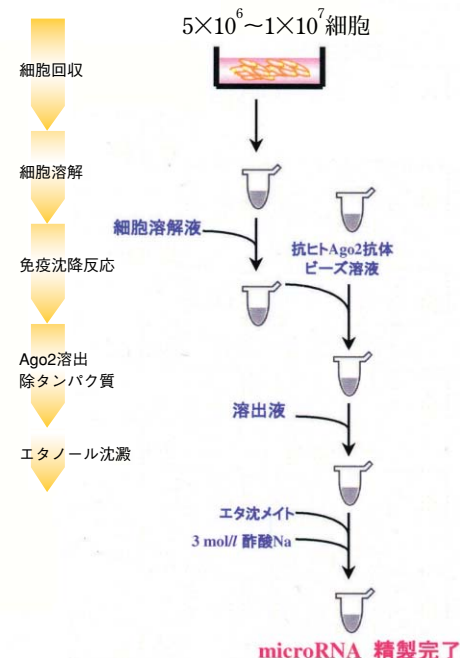 5×10⁶~1×10⁷細胞
細胞回収
細胞溶解
細胞溶解液
抗ヒトAgo2抗体
ビーズ溶液
免疫沈降反応
Ago2溶出
除タンパク質
溶出液
エタノール沈澱
エタ沈メイト
3 mol/l 酢酸Na
microRNA 精製完了